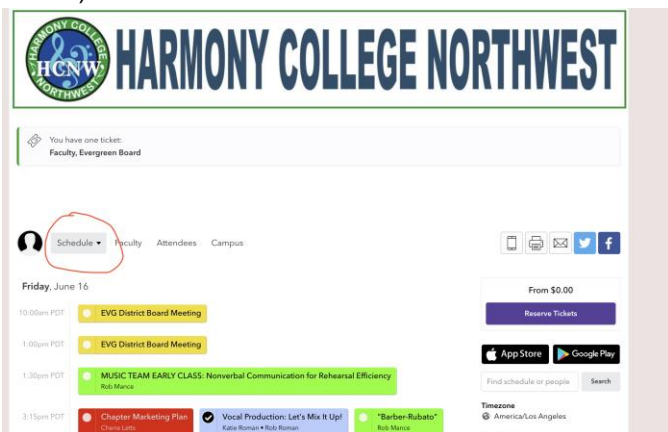 HARMONY COLLEGE
HCNW
NORTHWEST
HARMONY COLLEGE NORTHWEST
You have one ticket:
Faculty, Evergreen Board
Schedule ▾ Faculty Attendees Campus
Friday, June 16
From $0.00
Reserve Tickets
10:00am PDT EVG District Board Meeting
1:00pm PDT EVG District Board Meeting
App Store Google Play
1:30pm PDT MUSIC TEAM EARLY CLASS: Nonverbal Communication for Rehearsal Efficiency
Rob Mance
Find schedule or people Search
Timezone
America/Los Angeles
3:15pm PDT Chapter Marketing Plan Vocal Production: Let's Mix It Up! "Barber-Rubato"
Cherie Letts Katie Roman • Rob Roman Rob Mance